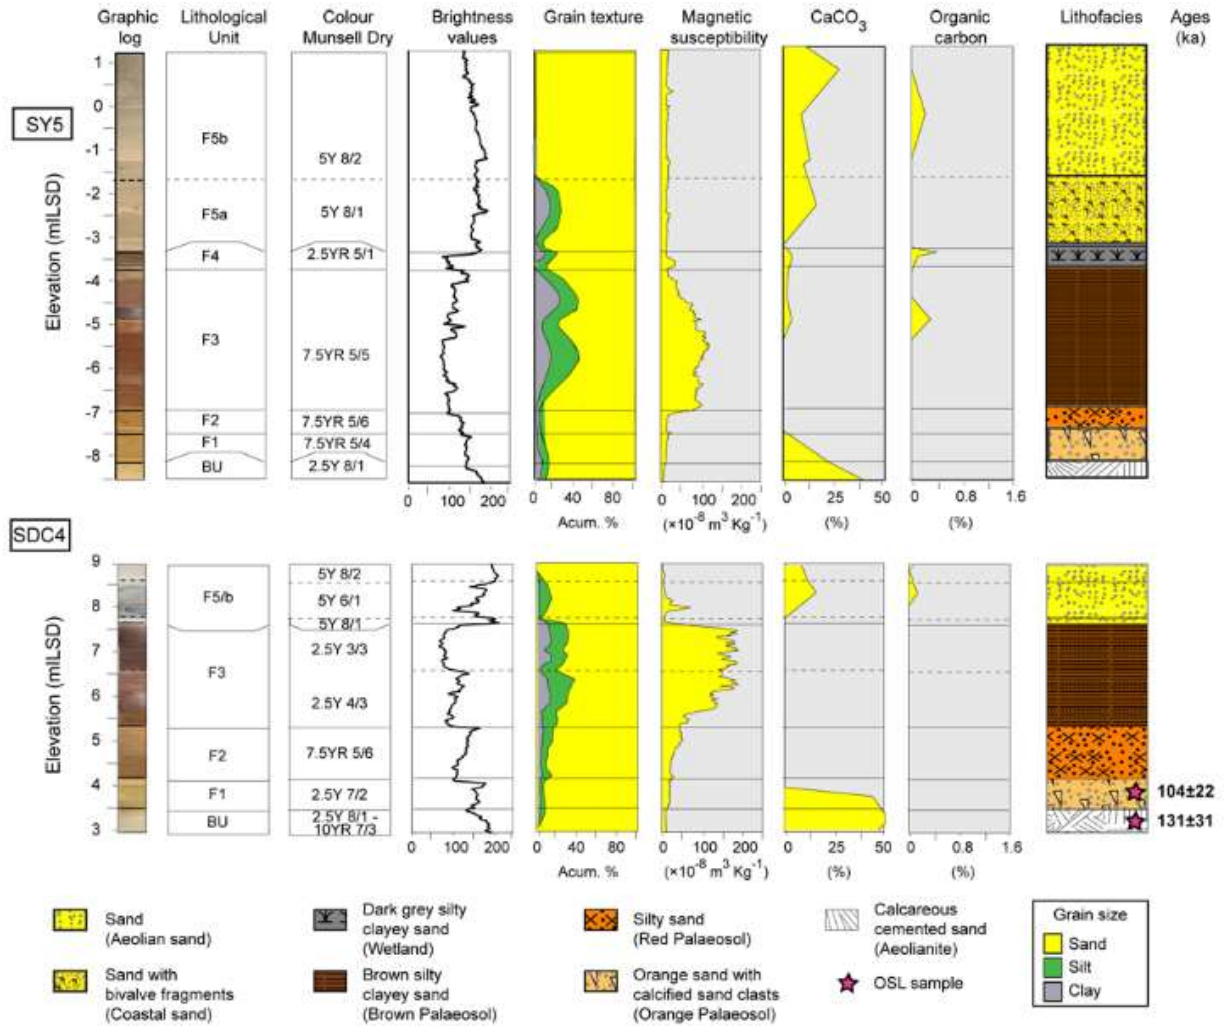 Graphic log
Lithological Unit
Colour Munsell Dry
Brightness values
Grain texture
Magnetic susceptibility
CaCO3
Organic carbon
Lithofacies
Ages (ka)
SY5
Elevation (mILSD)
1
0
-1
-2
-3
-4
-5
-6
-7
-8
F5b
F5a
F4
F3
F2
F1
BU
5Y 8/2
5Y 8/1
2.5YR 5/1
7.5YR 5/5
7.5YR 5/6
7.5YR 5/4
2.5Y 8/1
0 100 200
0 40 80
Acum. %
0 100 200
(×10-8 m3 Kg-1)
0 50
(%)
0 0.8 1.6
(%)
SDC4
Elevation (mILSD)
9
8
7
6
5
4
3
F5/b
F3
F2
F1
BU
5Y 8/2
5Y 6/1
5Y 8/1
2.5Y 3/3
2.5Y 4/3
7.5YR 5/6
2.5Y 7/2
2.5Y 8/1 -
10YR 7/3
0 100 200
0 40 80
Acum. %
0 100 200
(×10-8 m3 Kg-1)
0 50
(%)
0 0.8 1.6
(%)
104±22
131±31
Sand
(Aeolian sand)
Sand with
bivalve fragments
(Coastal sand)
Dark grey silty
clayey sand
(Wetland)
Brown silty
clayey sand
(Brown Palaeosol)
Silty sand
(Red Palaeosol)
Orange sand with
calcified sand clasts
(Orange Palaeosol)
Calcareous
cemented sand
(Aeolianite)
OSL sample
Grain size
Sand
Silt
Clay